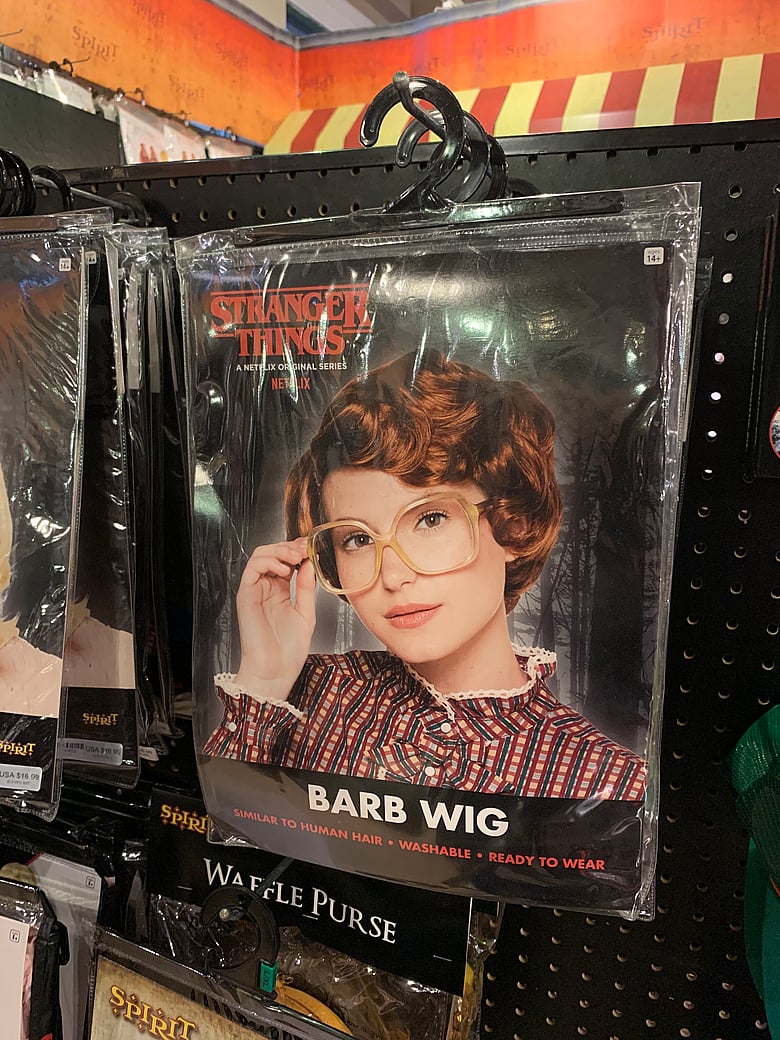 SPIRIT
SPIRIT
SPIRIT
14+
14+
STRANGER
THINGS
A NETFLIX ORIGINAL SERIES
NETFLIX
BARB WIG
SIMILAR TO HUMAN HAIR • WASHABLE • READY TO WEAR
SPIRIT
SPIRIT
USA $16.99
USA $16.99
SPIRIT
WAFFLE PURSE
SPIRIT